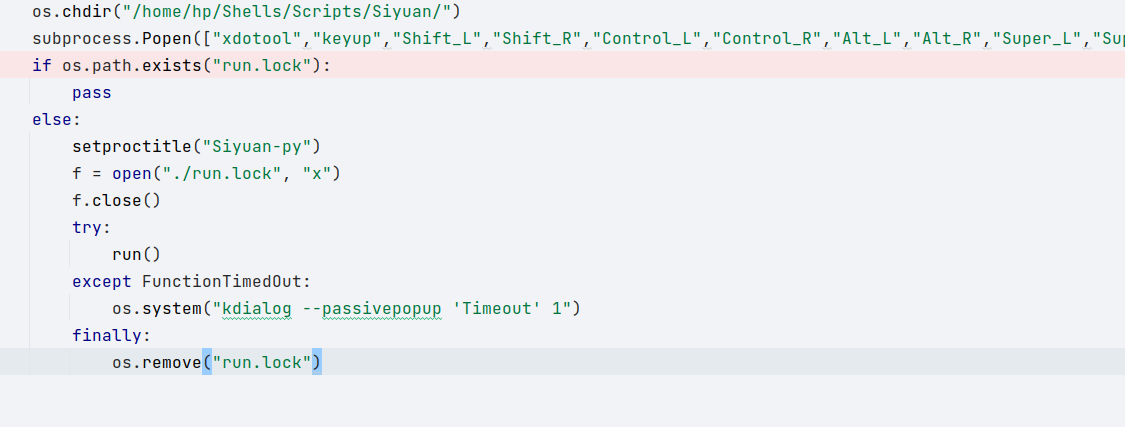 os.chdir("/home/hp/Shells/Scripts/Siyuan/")
subprocess.Popen(["xdotool","keyup","Shift_L","Shift_R","Control_L","Control_R","Alt_L","Alt_R","Super_L","Sup
if os.path.exists("run.lock"):
    pass
else:
    setproctitle("Siyuan-py")
    f = open("./run.lock", "x")
    f.close()
    try:
        run()
    except FunctionTimedOut:
        os.system("kdialog --passivepopup 'Timeout' 1")
    finally:
        os.remove("run.lock")